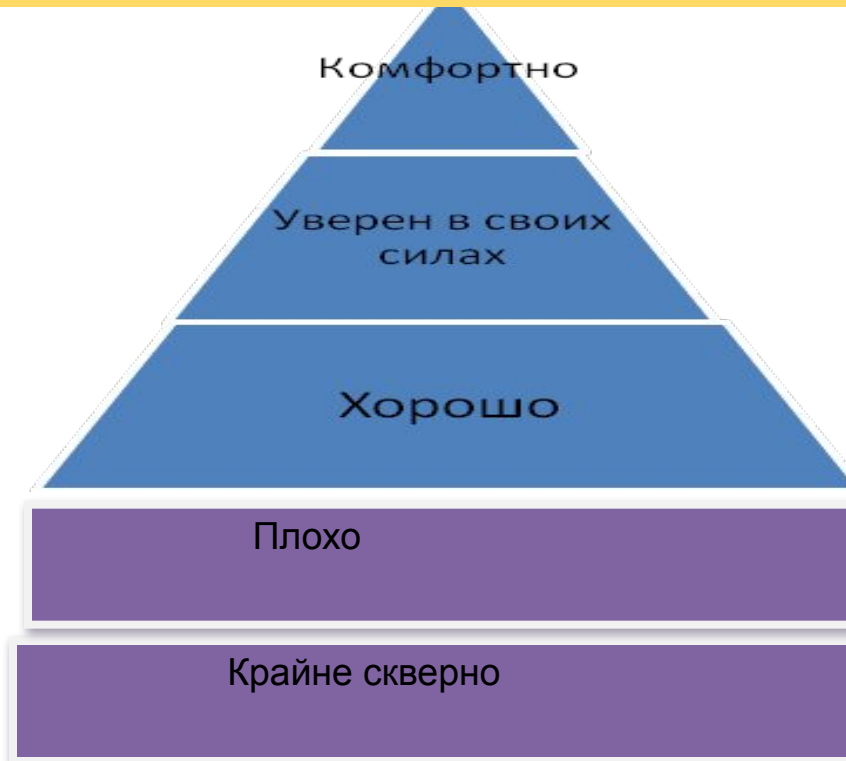 Комфортно
Уверен в своих
силах
Хорошо
Плохо
Крайне скверно